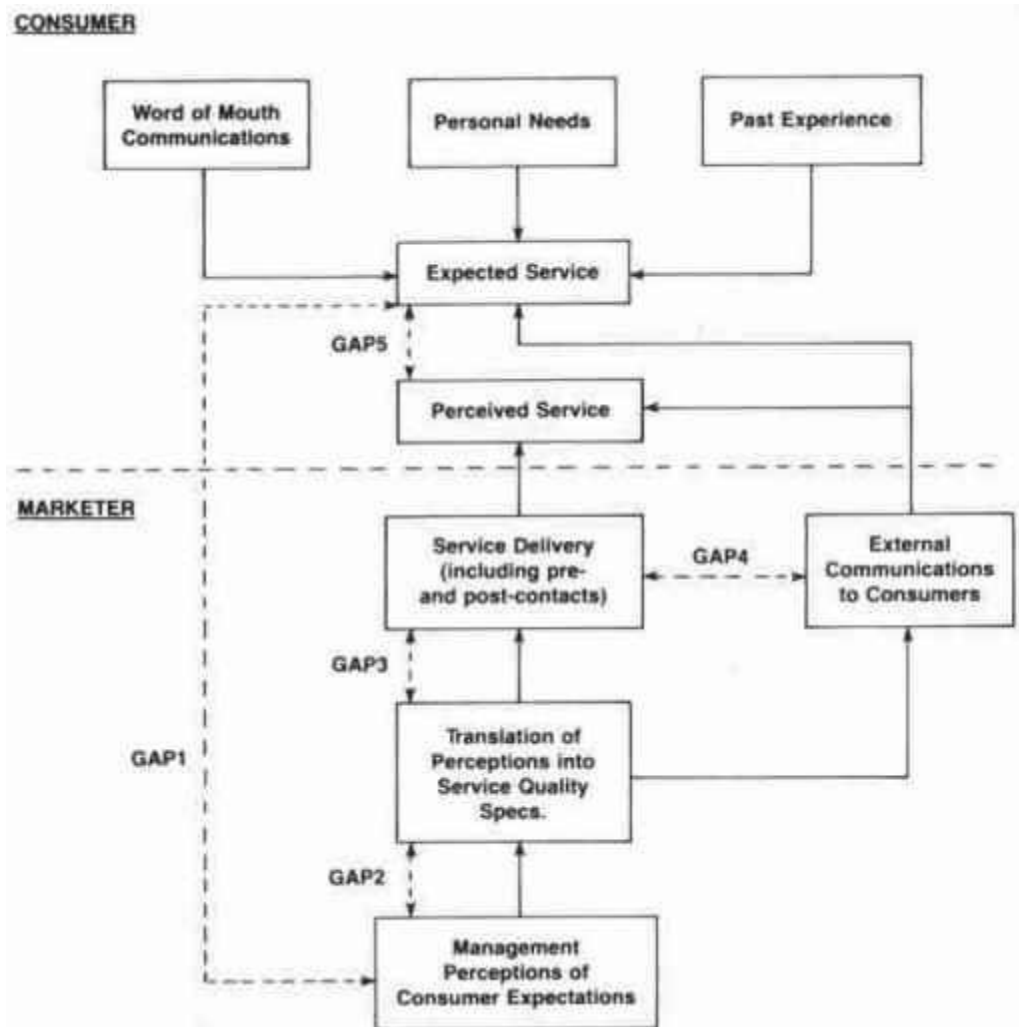 CONSUMER
Word of Mouth
Communications
Personal Needs
Past Experience
Expected Service
GAP5
Perceived Service
MARKETER
Service Delivery
(including pre-
and post-contacts)
GAP4
External
Communications
to Consumers
GAP3
Translation of
Perceptions into
Service Quality
Specs.
GAP1
GAP2
Management
Perceptions of
Consumer Expectations